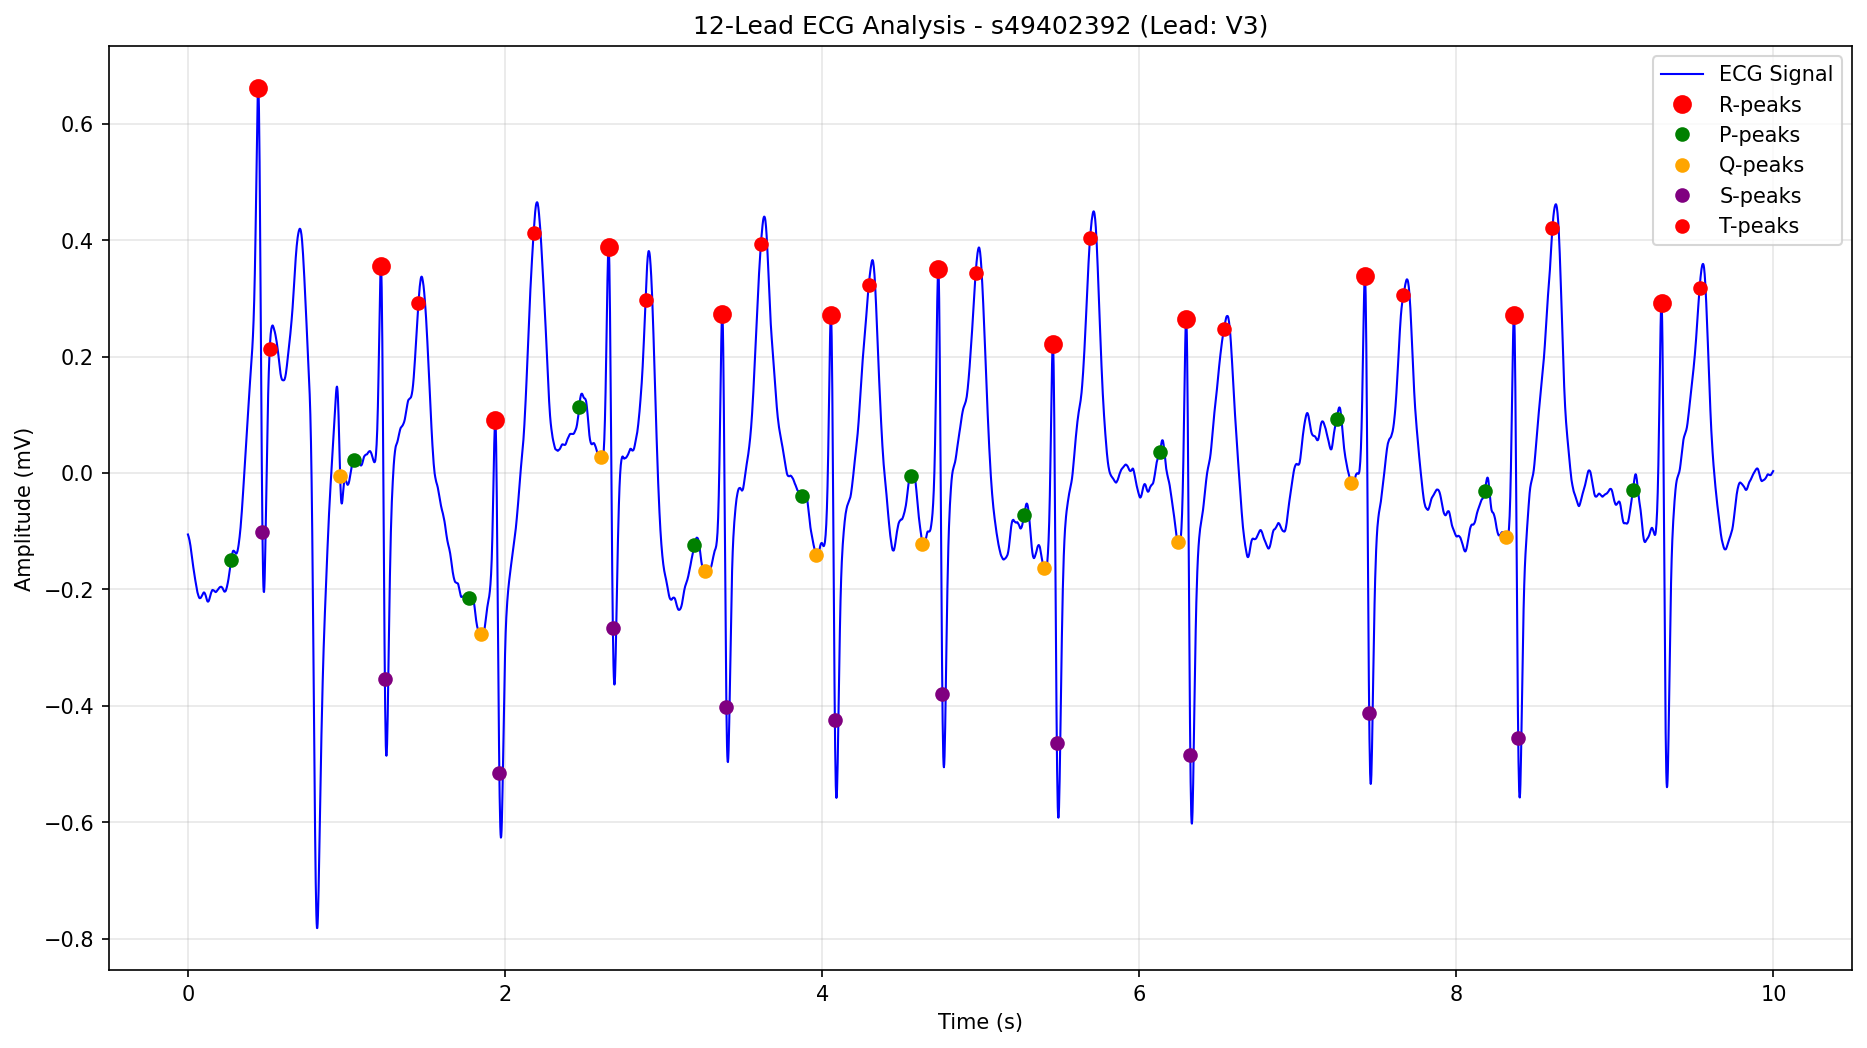 12-Lead ECG Analysis - s49402392 (Lead: V3)
ECG Signal
R-peaks
P-peaks
Q-peaks
S-peaks
T-peaks
Amplitude (mV)
0.6
0.4
0.2
0.0
−0.2
−0.4
−0.6
−0.8
0 2 4 6 8 10
Time (s)